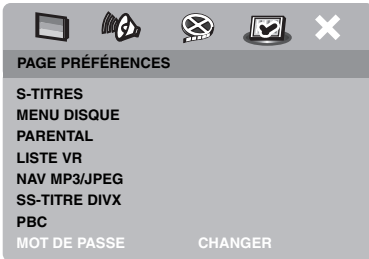 PAGE PRÉFÉRENCES
S-TITRES
MENU DISQUE
PARENTAL
LISTE VR
NAV MP3/JPEG
SS-TITRE DIVX
PBC
MOT DE PASSE CHANGER